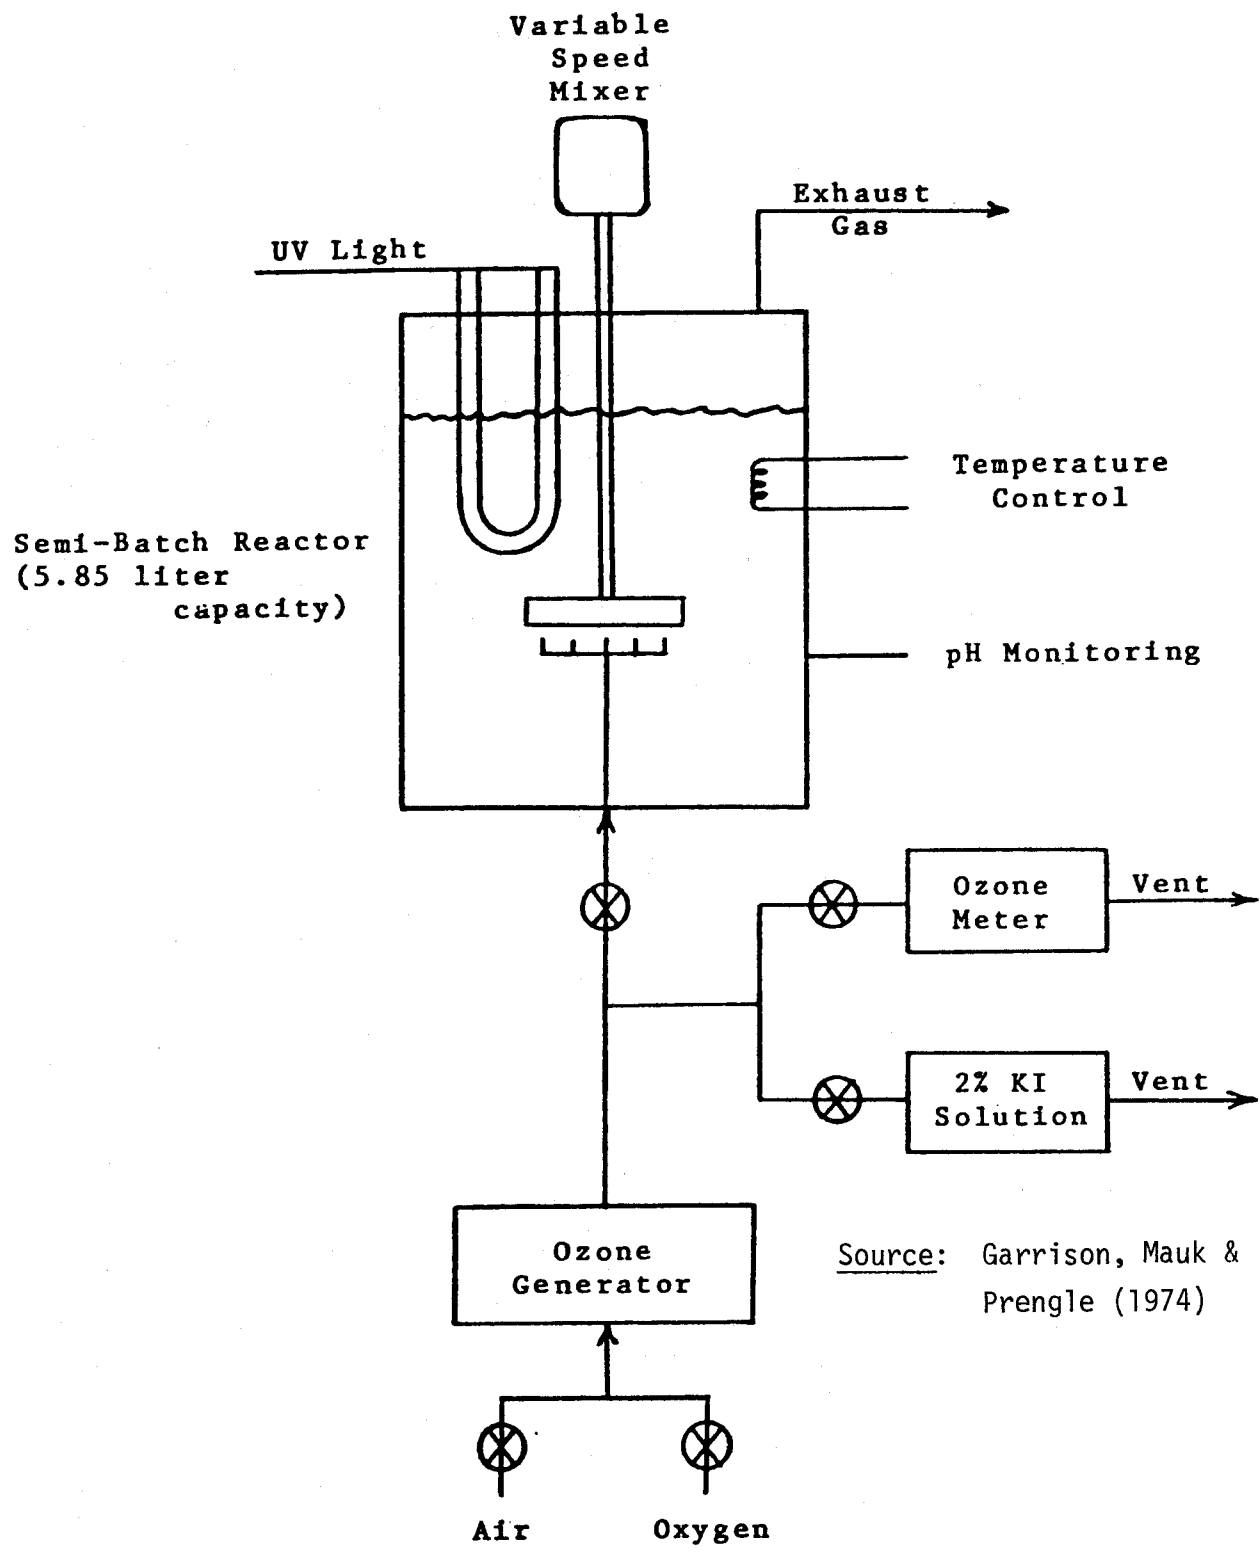 Variable
Speed
Mixer
Exhaust
Gas
UV Light
Temperature
Control
Semi-Batch Reactor
(5.85 liter
capacity)
pH Monitoring
Ozone
Meter
Vent
2% KI
Solution
Vent
Ozone
Generator
Source: Garrison, Mauk &
Prengle (1974)
Air
Oxygen